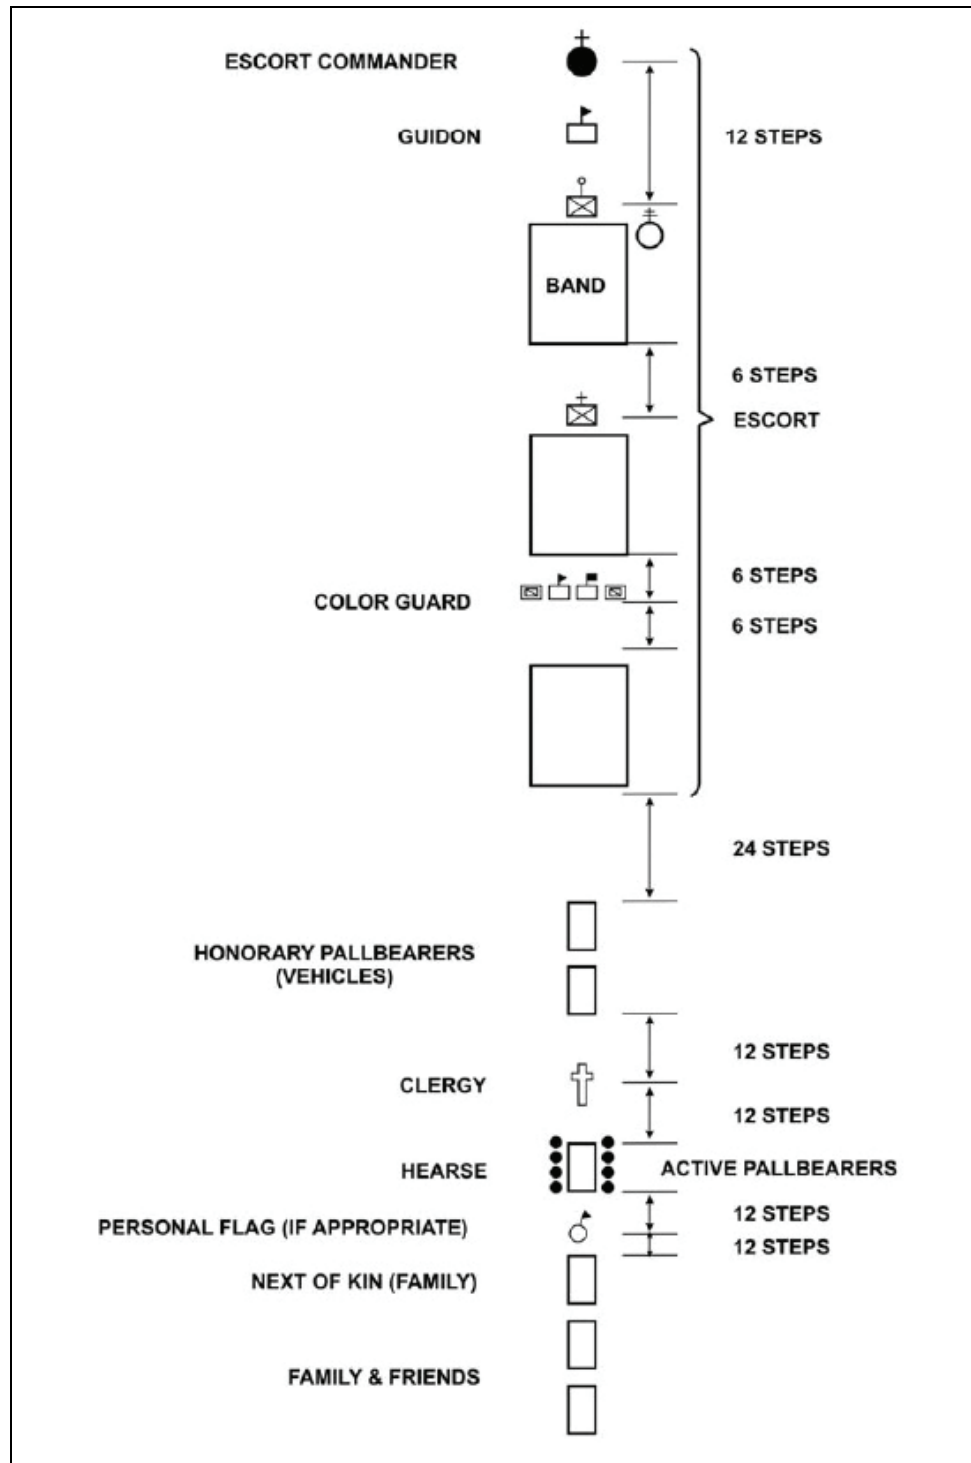 ESCORT COMMANDER
GUIDON
12 STEPS
BAND
6 STEPS
ESCORT
6 STEPS
COLOR GUARD
6 STEPS
24 STEPS
HONORARY PALLBEARERS
(VEHICLES)
12 STEPS
CLERGY
12 STEPS
HEARSE
ACTIVE PALLBEARERS
12 STEPS
PERSONAL FLAG (IF APPROPRIATE)
12 STEPS
NEXT OF KIN (FAMILY)
FAMILY & FRIENDS